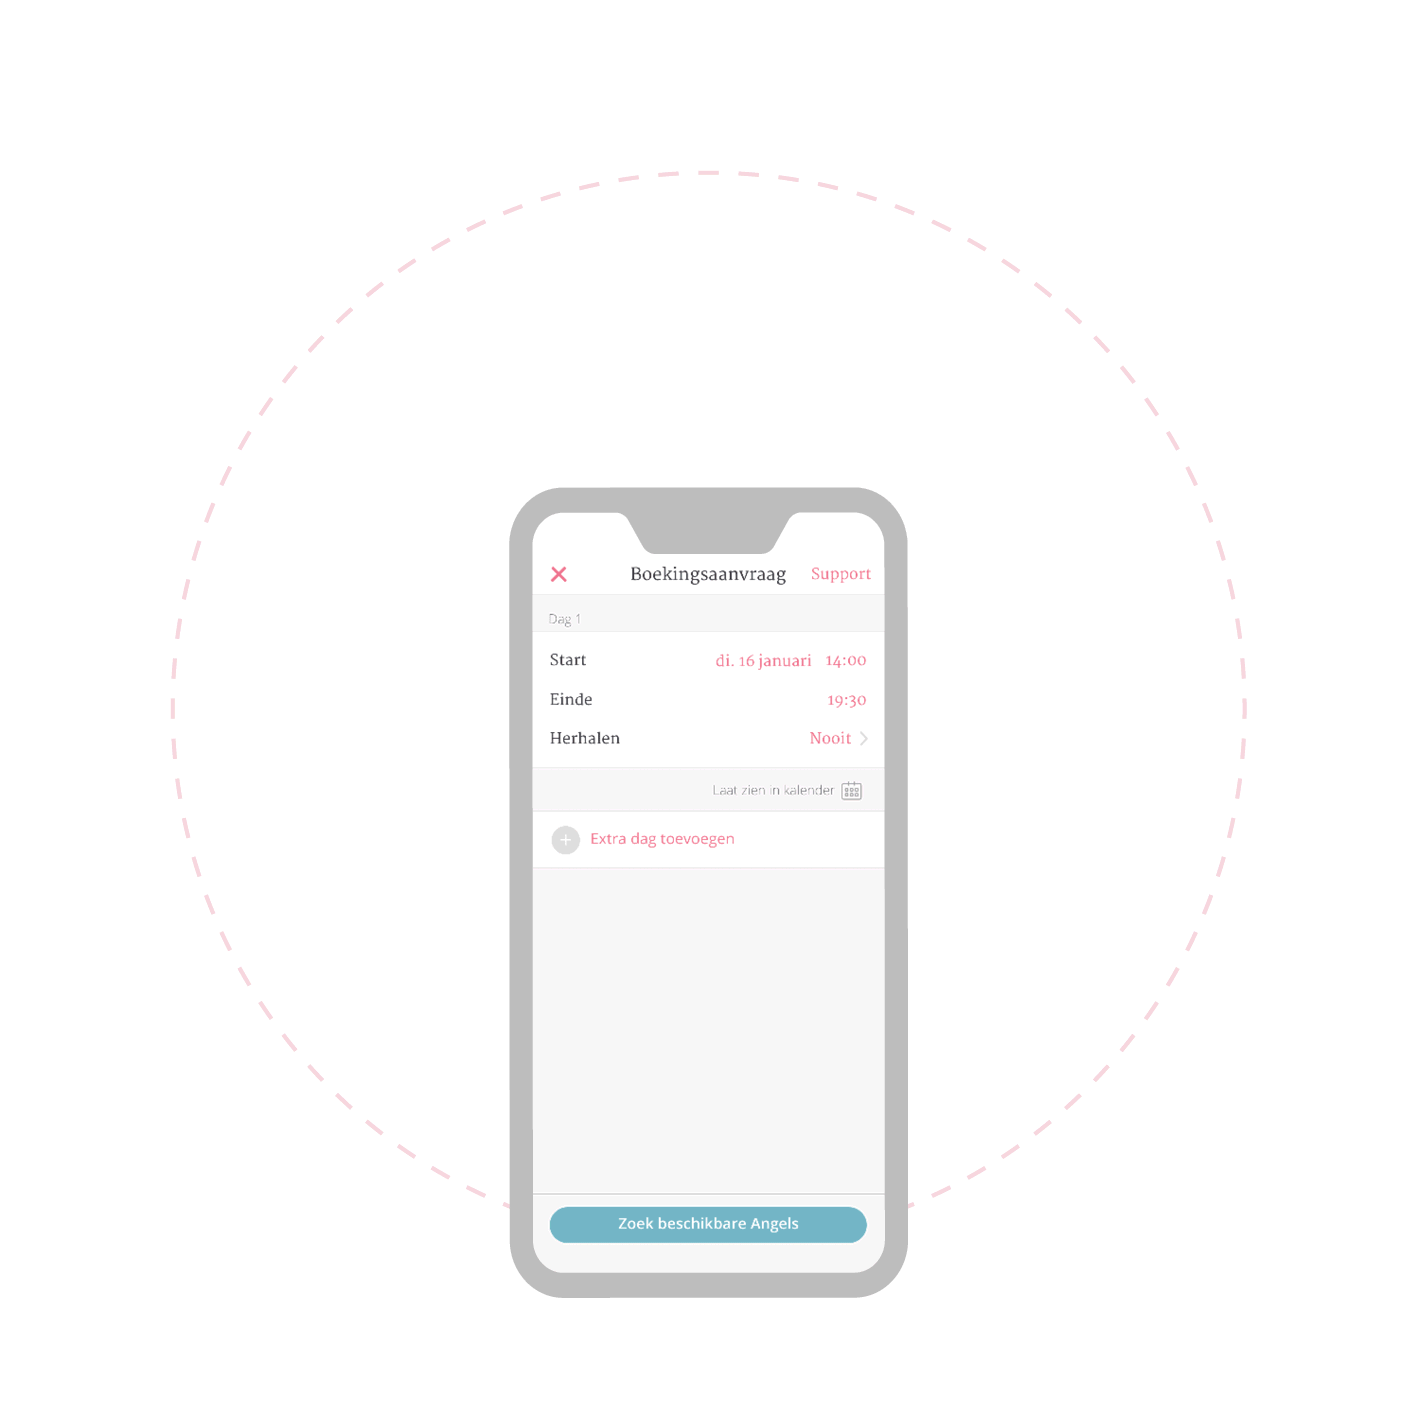 Boekingsaanvraag Support
Dag 1
Start di. 16 januari 14:00
Einde 19:30
Herhalen Nooit
Laat zien in kalender
Extra dag toevoegen
Zoek beschikbare Angels